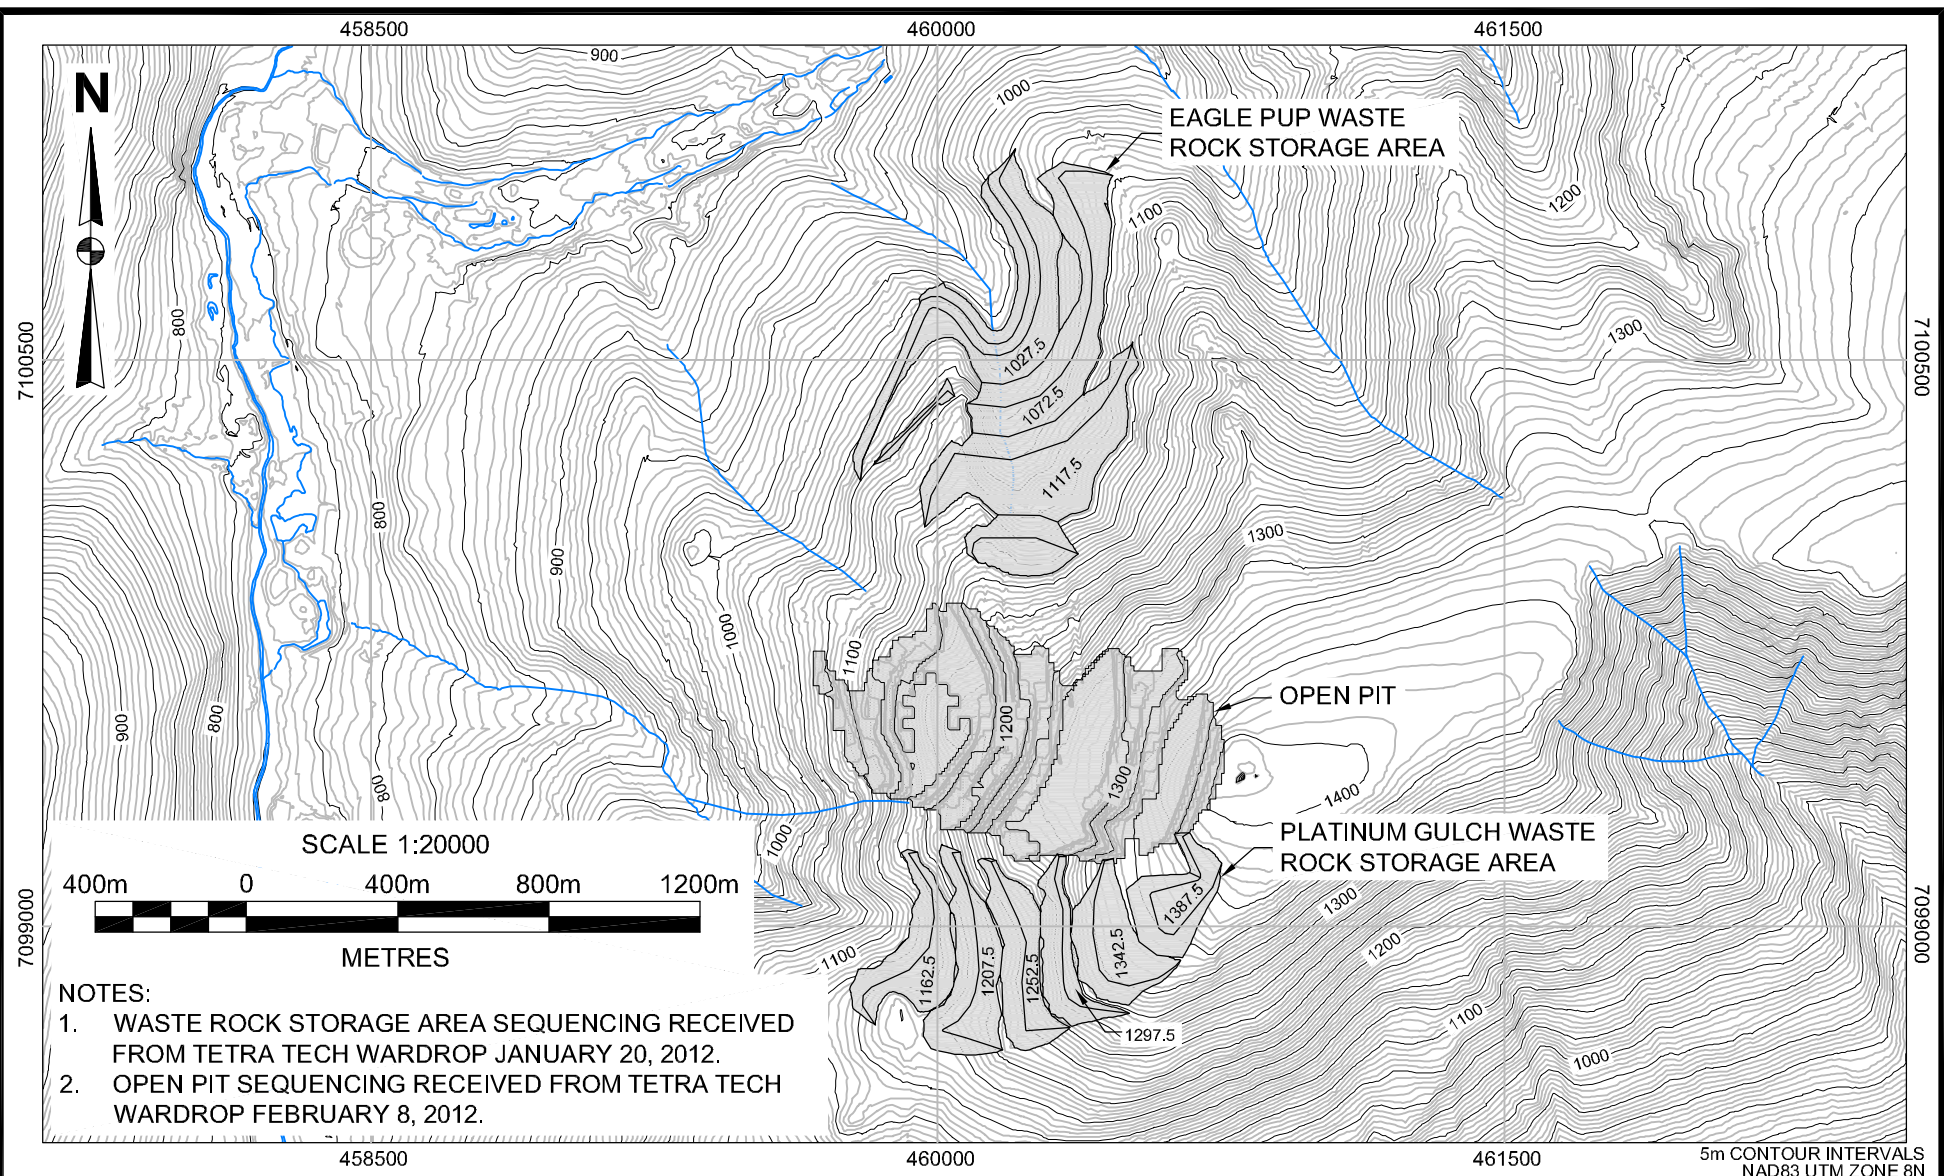 458500 460000 461500
900
N
1000
EAGLE PUP WASTE
ROCK STORAGE AREA
1200
1100
800
7100500
1300
7100500
1027.5
1072.5
1117.5
800
1300
900
1000
1100
OPEN PIT
900
800
1200
1300
800
1400
SCALE 1:20000
1000
PLATINUM GULCH WASTE
ROCK STORAGE AREA
400m 0 400m 800m 1200m
1387.5
1300
7099000
7099000
METRES
1100
1162.5
1207.5
1252.5
1342.5
1200
NOTES:
1. WASTE ROCK STORAGE AREA SEQUENCING RECEIVED
FROM TETRA TECH WARDROP JANUARY 20, 2012.
1297.5
1100
1000
2. OPEN PIT SEQUENCING RECEIVED FROM TETRA TECH
WARDROP FEBRUARY 8, 2012.
458500 460000 461500
5m CONTOUR INTERVALS
NAD83 UTM ZONE 8N